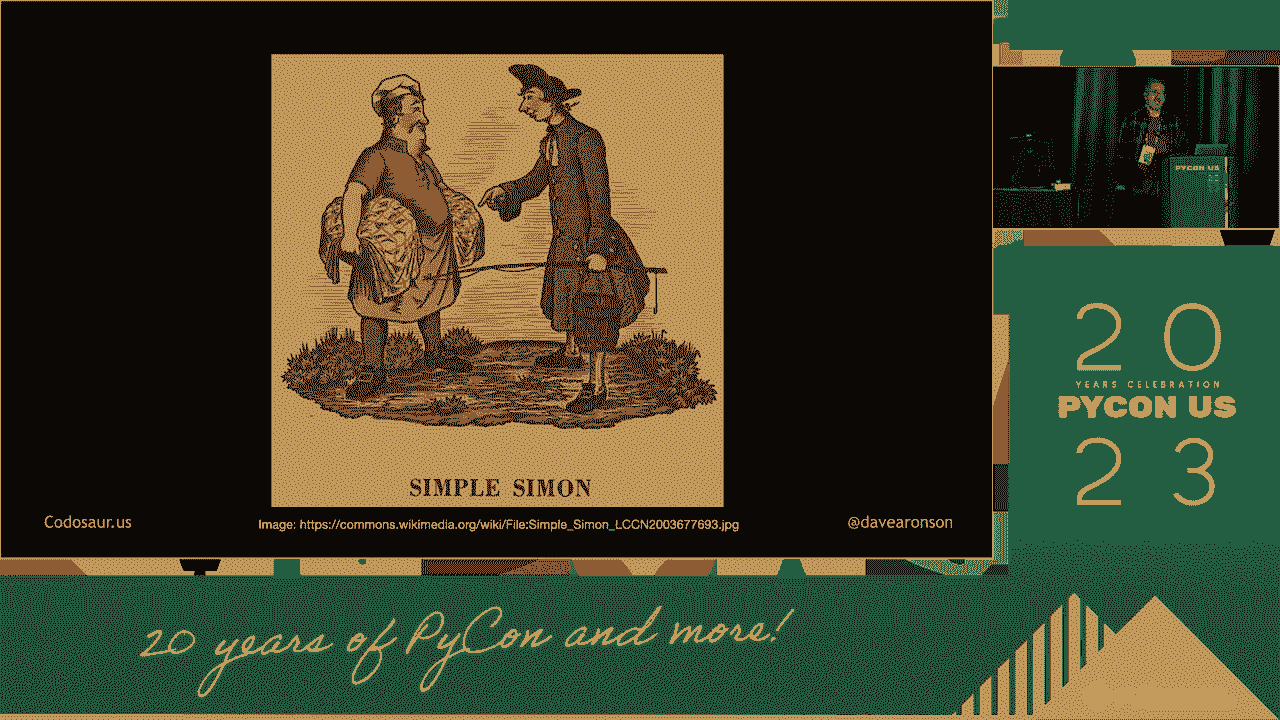 SIMPLE SIMON
Codosaur.us
Image: https://commons.wikimedia.org/wiki/File:Simple_Simon_LCCN2003677693.jpg
@davearonson
PYCON US
20
YEARS CELEBRATION
PYCON US
23
20 years of PyCon and more!